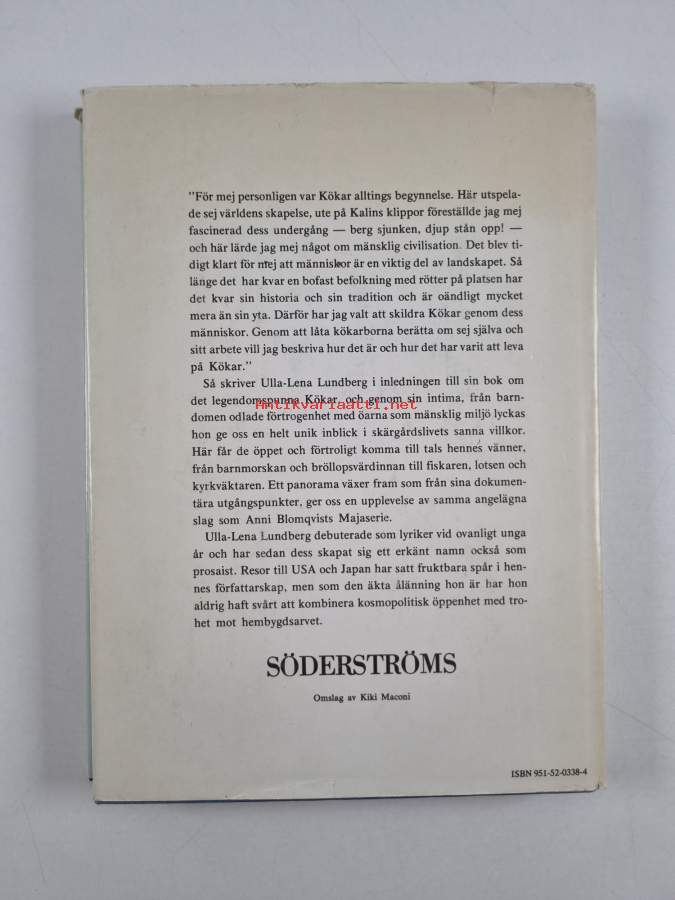 "För mej personligen var Kökar alltings begynnelse. Här utspela-
de sej världens skapelse, ute på Kalins klippor föreställde jag mej
fascinerad dess undergång — berg sjunken, djup stån opp! —
och här lärde jag mej något om mänsklig civilisation. Det blev ti-
digt klart för mej att människor är en viktig del av landskapet. Så
länge det har kvar en bofast befolkning med rötter på platsen har
det kvar sin historia och sin tradition och är oändligt mycket
mera än sin yta. Därför har jag valt att skildra Kökar genom dess
människor. Genom att låta kökarborna berätta om sej själva och
sitt arbete vill jag beskriva hur det är och hur det har varit att leva
på Kökar."
Så skriver Ulla-Lena Lundberg i inledningen till sin bok om
det legendomspunna Kökar, och genom sin intima, från barn-
Antikvariaatti.net
domen odlade förtrogenhet med öarna som mänsklig miljö lyckas
hon ge oss en helt unik inblick i skärgårdslivets sanna villkor.
Här får de öppet och förtroligt komma till tals hennes vänner,
från barnmorskan och bröllopsvärdinnan till fiskaren, lotsen och
kyrkväktaren. Ett panorama växer fram som från sina dokumen-
tära utgångspunkter, ger oss en upplevelse av samma angelägna
slag som Anni Blomqvists Majaserie.
Ulla-Lena Lundberg debuterade som lyriker vid ovanligt unga
år och har sedan dess skapat sig ett erkänt namn också som
prosaist. Resor till USA och Japan har satt fruktbara spår i hen-
nes författarskap, men som den äkta ålänning hon är har hon
aldrig haft svårt att kombinera kosmopolitisk öppenhet med tro-
het mot hembygdsarvet.
SÖDERSTRÖMS
Omslag av Kiki Maconi
ISBN 951-52-0338-4